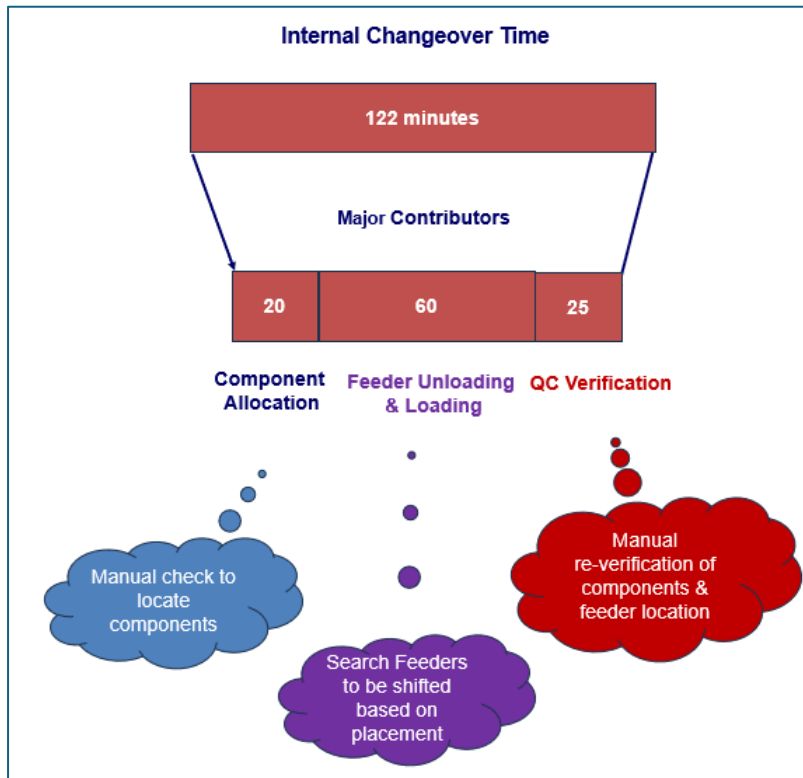 Internal Changeover Time
122 minutes
Major Contributors
20
60
25
Component
Allocation
Feeder Unloading
& Loading
QC Verification
Manual check to
locate
components
Search Feeders
to be shifted
based on
placement
Manual
re-verification of
components &
feeder location